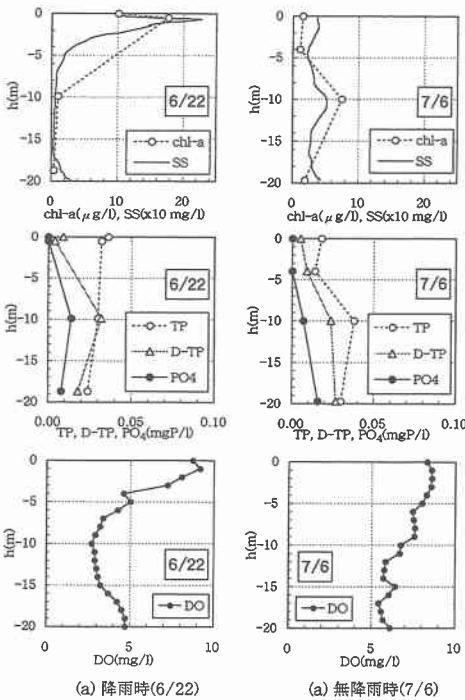 0
-5
-10
-15
-20
h(m)
6/22
chl-a
SS
0 10 20
chl-a(μg/l), SS(x10 mg/l)
0
-5
-10
-15
-20
h(m)
7/6
chl-a
SS
0 10 20
chl-a(μg/l), SS(x10 mg/l)
0
-5
-10
-15
-20
h(m)
6/22
TP
D-TP
PO4
0.00 0.05 0.10
TP, D-TP, PO₄(mgP/l)
0
-5
-10
-15
-20
h(m)
7/6
TP
D-TP
PO4
0.00 0.05 0.10
TP, D-TP, PO₄(mgP/l)
0
-5
-10
-15
-20
h(m)
6/22
DO
0 5 10
DO(mg/l)
0
-5
-10
-15
-20
h(m)
7/6
DO
0 5 10
DO(mg/l)
(a) 降雨時(6/22)
(a) 無降雨時(7/6)